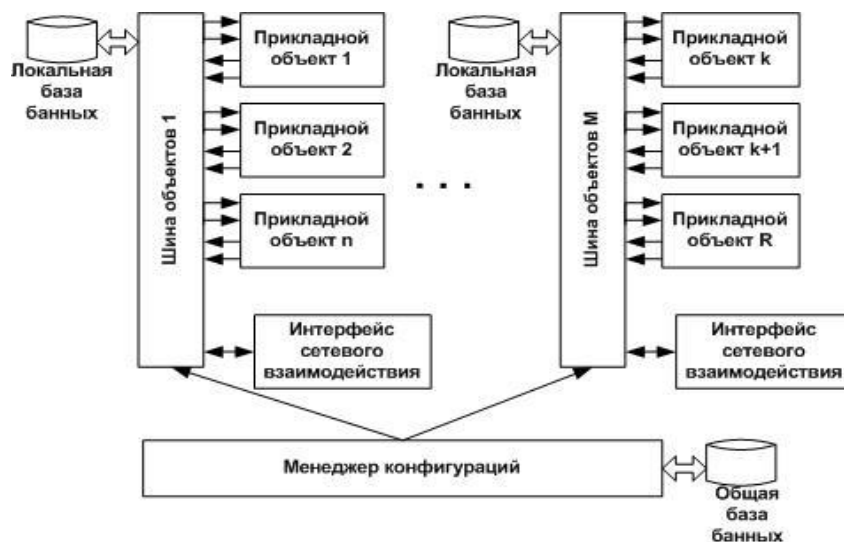 Локальная
база
банных
Шина объектов 1
Прикладной
объект 1
Прикладной
объект 2
Прикладной
объект n
Интерфейс
сетевого
взаимодействия
. . .
Локальная
база
банных
Шина объектов M
Прикладной
объект k
Прикладной
объект k+1
Прикладной
объект R
Интерфейс
сетевого
взаимодействия
Менеджер конфигураций
Общая
база
банных